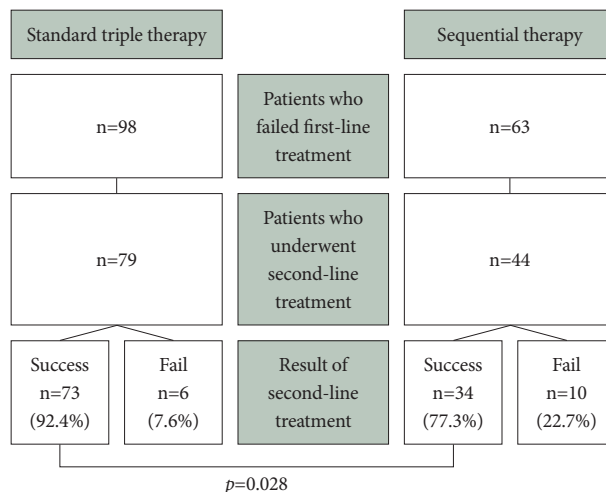 Standard triple therapy
Sequential therapy
n=98
Patients who
failed first-line
treatment
n=63
n=79
Patients who
underwent
second-line
treatment
n=44
Success
n=73
(92.4%)
Fail
n=6
(7.6%)
Result of
second-line
treatment
Success
n=34
(77.3%)
Fail
n=10
(22.7%)
p=0.028